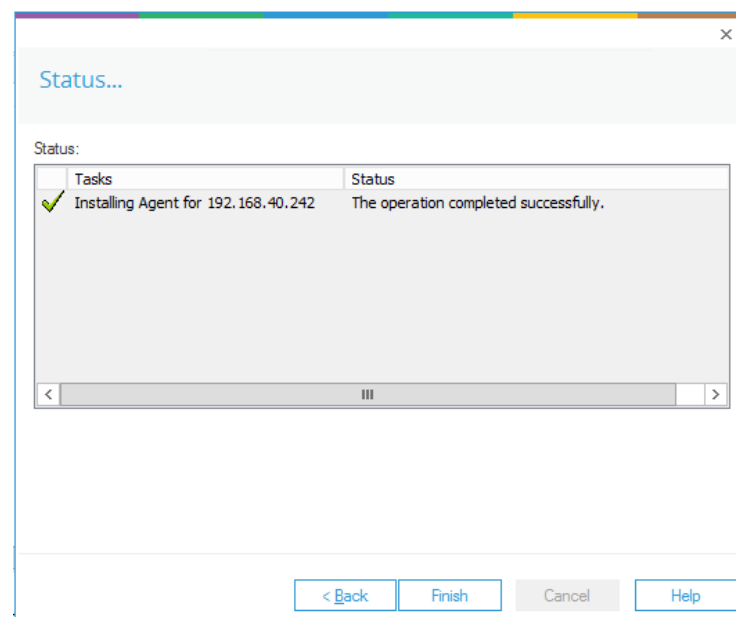 Status...
Status:
Tasks Status
Installing Agent for 192.168.40.242 The operation completed successfully.
< Back Finish Cancel Help